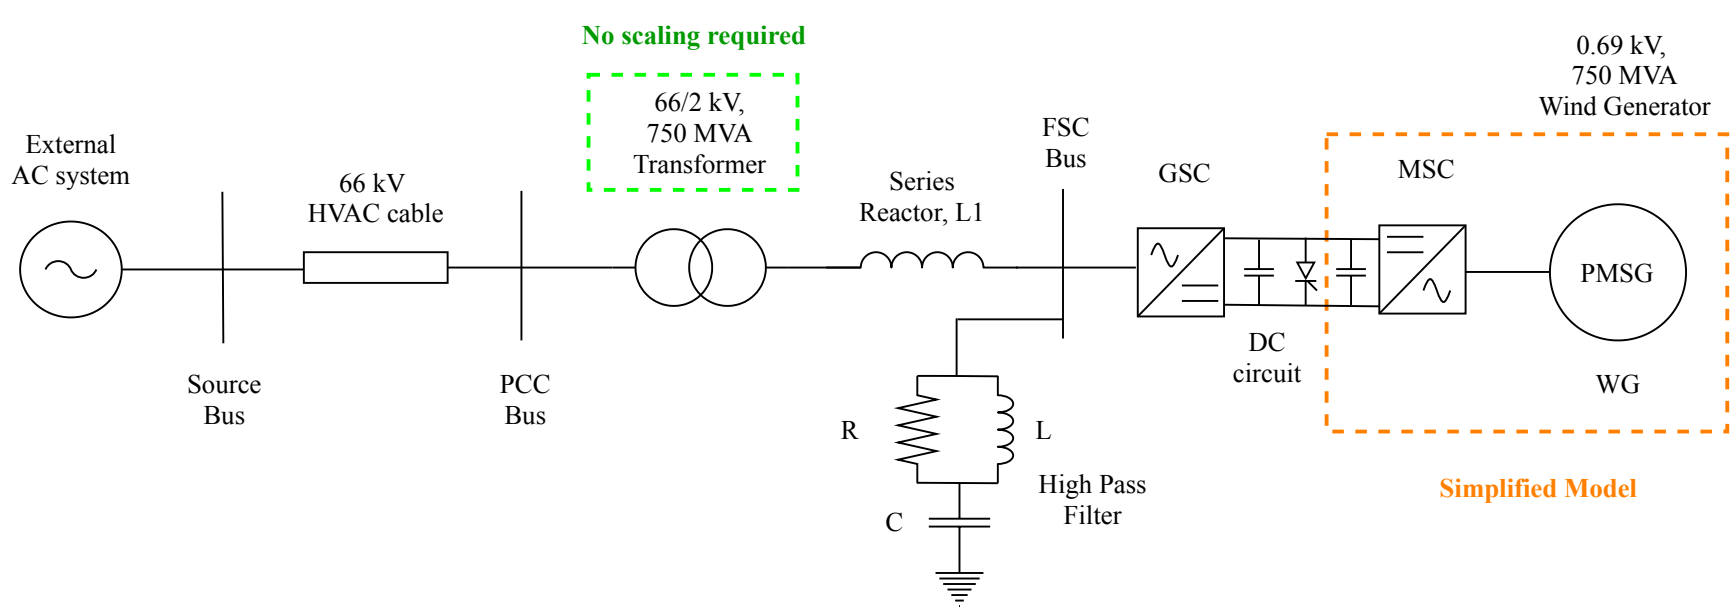 No scaling required
0.69 kV,
750 MVA
Wind Generator
66/2 kV,
750 MVA
Transformer
External
AC system
66 kV
HVAC cable
Series
Reactor, L1
FSC
Bus
GSC
MSC
PMSG
Source
Bus
PCC
Bus
DC
circuit
WG
R
L
High Pass
Filter
C
Simplified Model